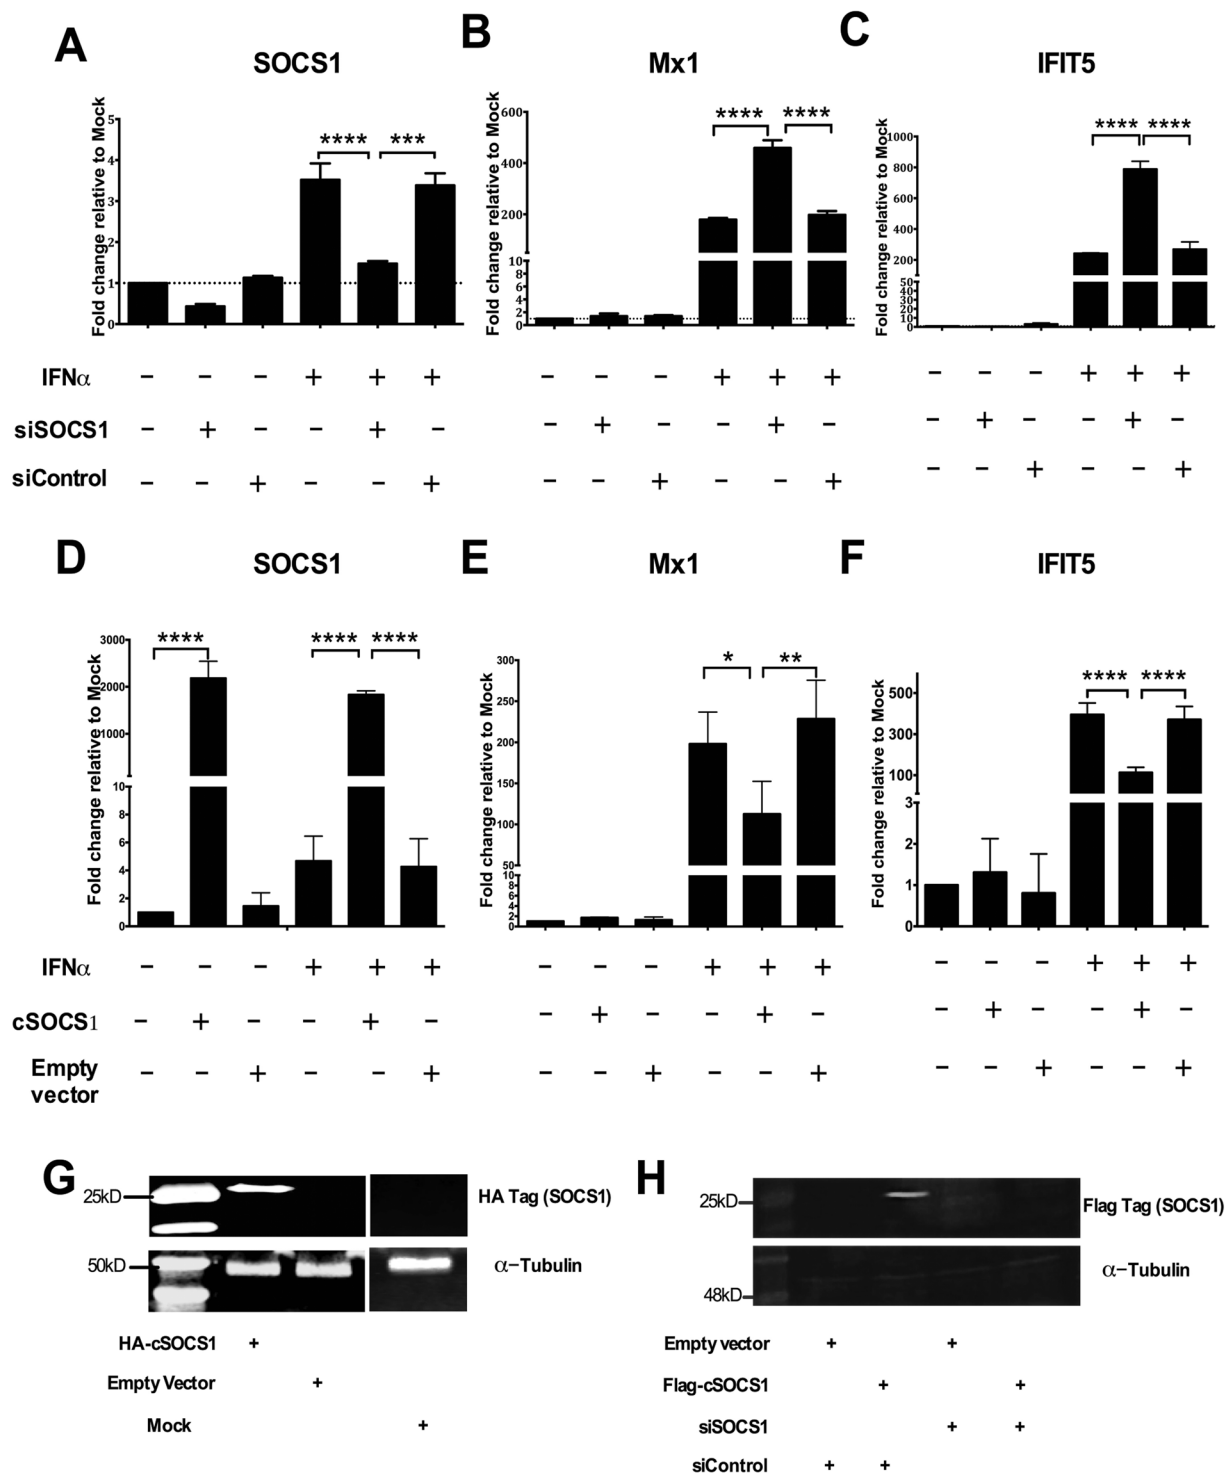 A
SOCS1
Fold change relative to Mock
5
4
3
2
1
0
**** ***
IFNα − − − + + +
siSOCS1 − + − − + −
siControl − − + − − +
B
Mx1
Fold change relative to Mock
600
400
200
10
8
6
4
2
0
**** ****
− − − + + +
− + − − + −
− − + − − +
C
IFIT5
Fold change relative to Mock
1000
800
600
400
200
50
40
30
20
10
0
**** ****
− − − + + +
− + − − + −
− − + − − +
D
SOCS1
Fold change relative to Mock
3000
2000
1000
10
8
6
4
2
0
**** **** ****
IFNα − − − + + +
cSOCS1 − + − − + −
Empty
vector − − + − − +
E
Mx1
Fold change relative to Mock
300
250
200
150
100
50
10
8
6
4
2
0
* **
− − − + + +
− + − − + −
− − + − − +
F
IFIT5
Fold change relative to Mock
500
300
100
3
2
1
0
**** ****
− − − + + +
− + − − + −
− − + − − +
G
25kD
HA Tag (SOCS1)
50kD
α−Tubulin
HA-cSOCS1 +
Empty Vector +
Mock +
H
25kD
Flag Tag (SOCS1)
48kD
α−Tubulin
Empty vector + +
Flag-cSOCS1 + +
siSOCS1 + +
siControl + +